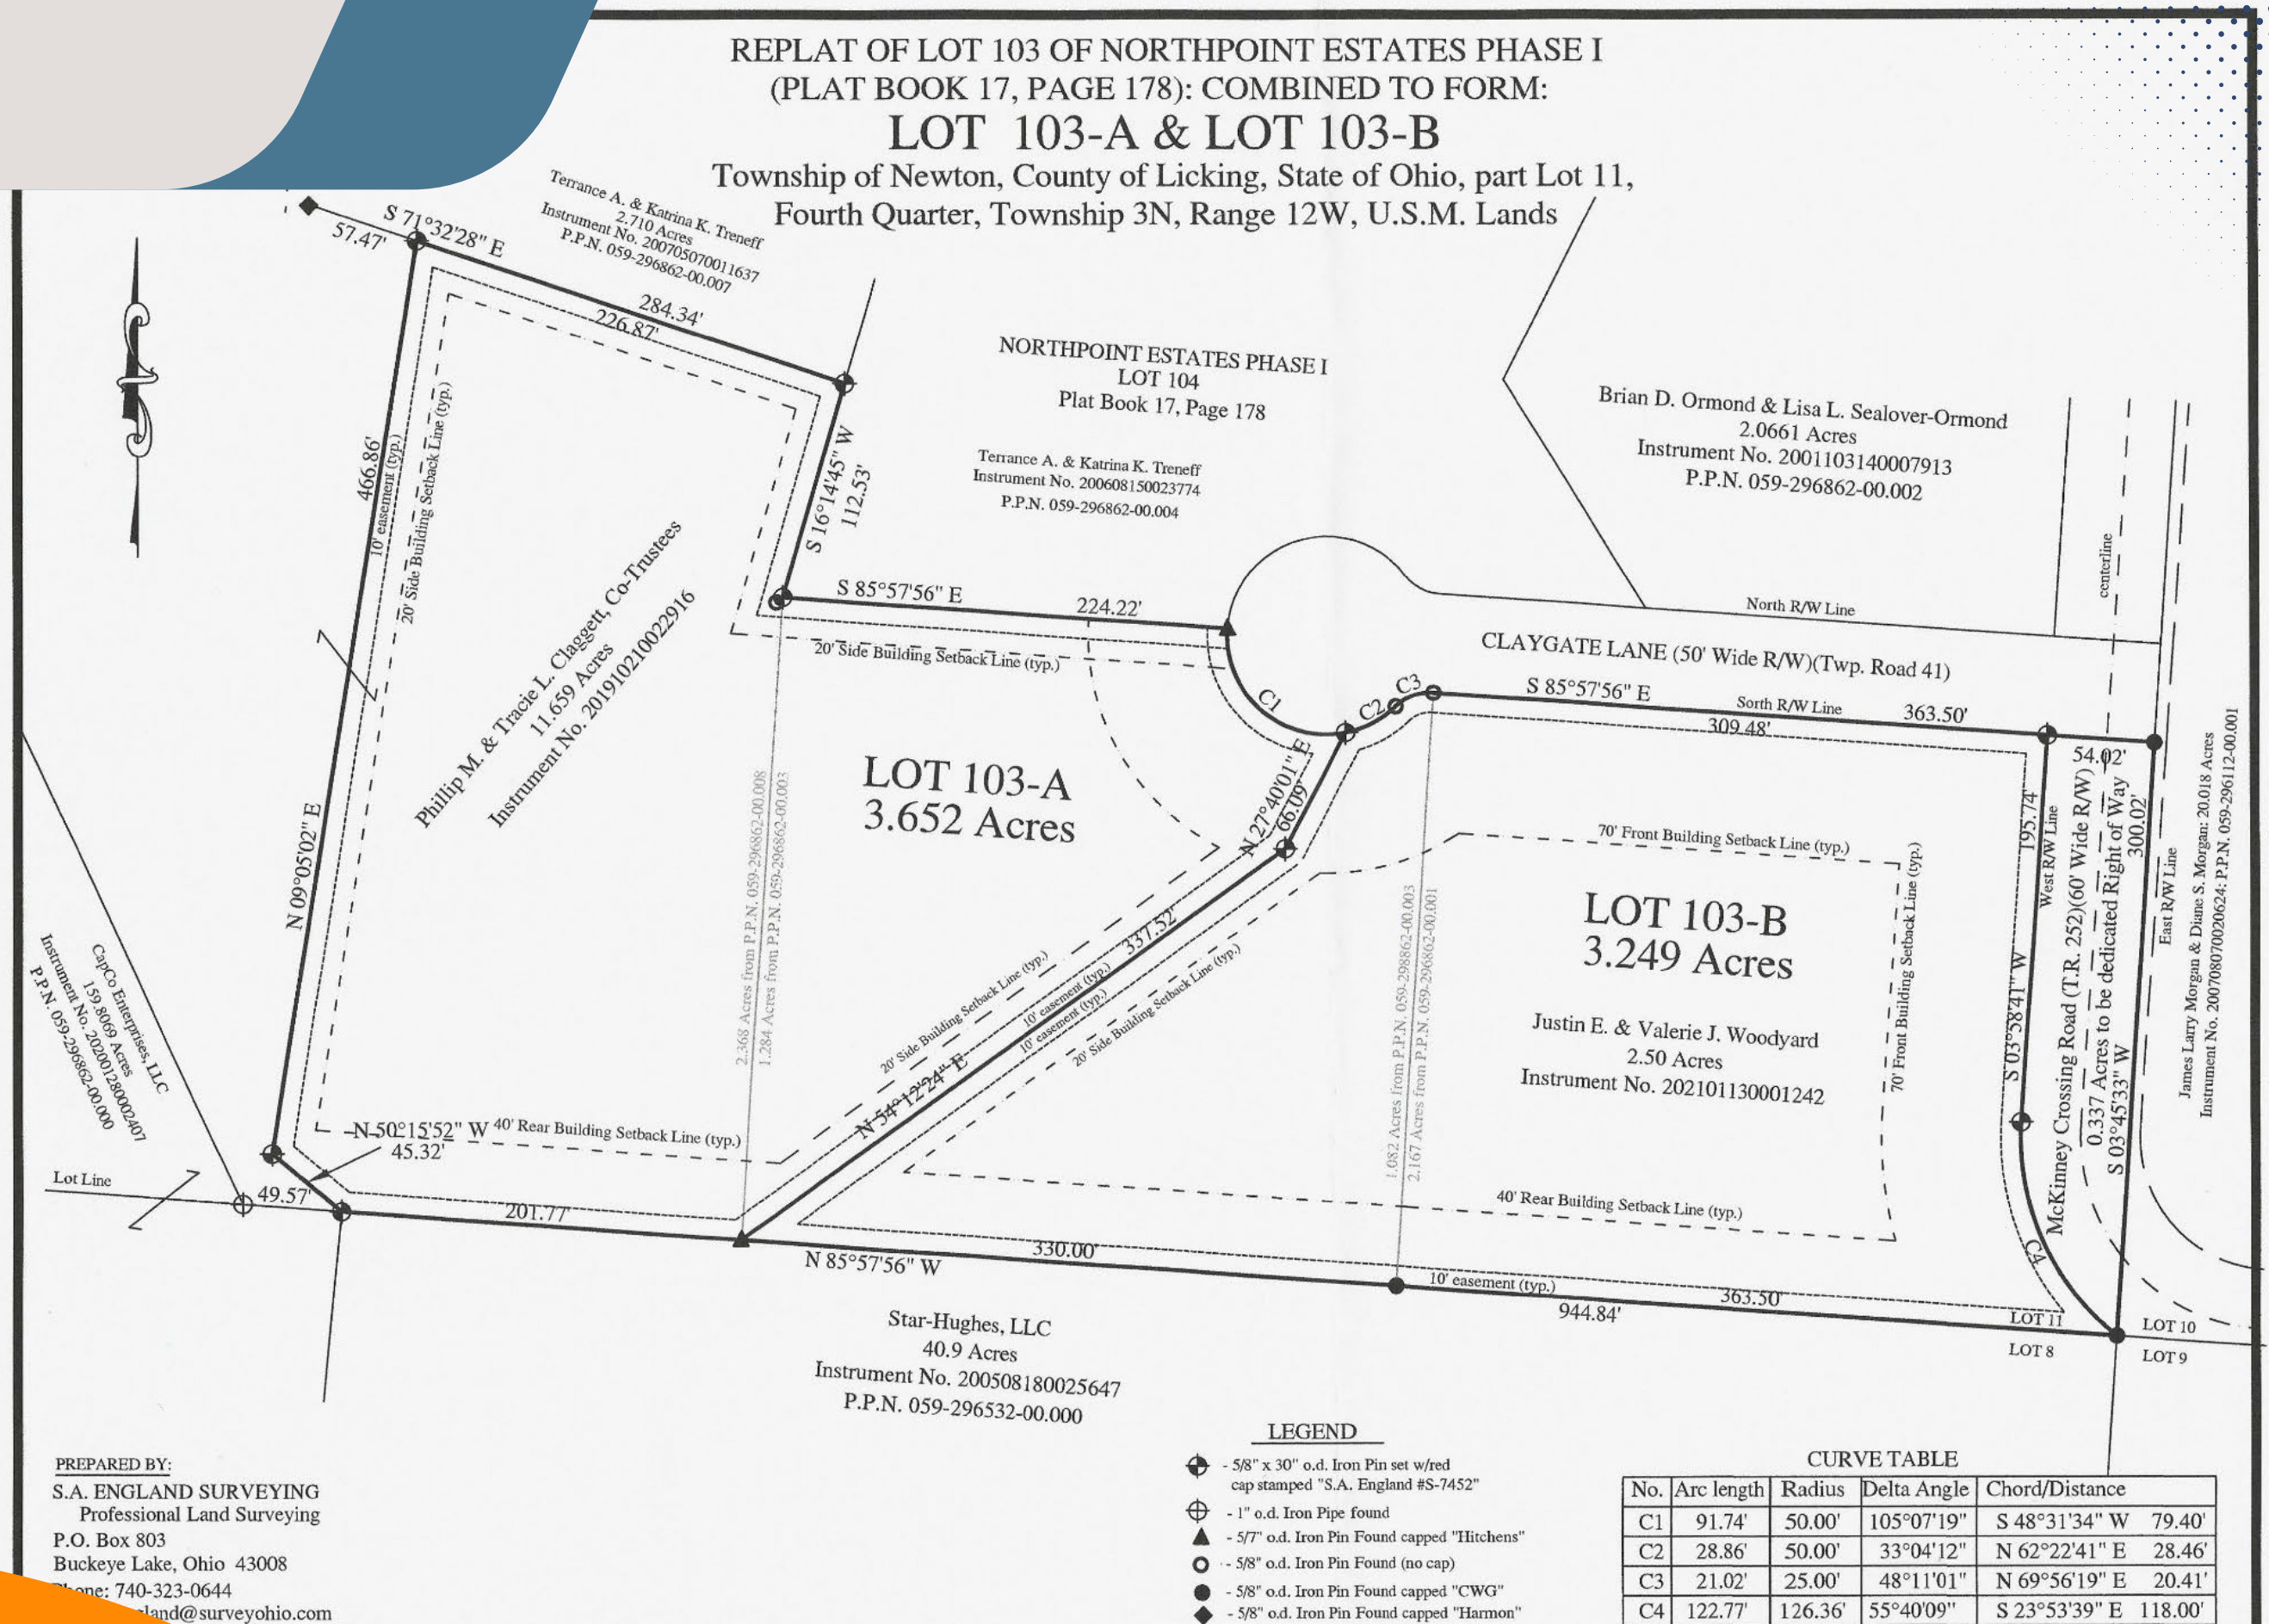 REPLAT OF LOT 103 OF NORTHPOINT ESTATES PHASE I
(PLAT BOOK 17, PAGE 178): COMBINED TO FORM:
LOT 103-A & LOT 103-B
Township of Newton, County of Licking, State of Ohio, part Lot 11,
Fourth Quarter, Township 3N, Range 12W, U.S.M. Lands
S 71°32'28" E
57.47'
Terrance A. & Katrina K. Treneff
2.710 Acres
Instrument No. 200705070011637
P.P.N. 059-296862-00.007
284.34'
226.87'
NORTHPOINT ESTATES PHASE I
LOT 104
Plat Book 17, Page 178
Terrance A. & Katrina K. Treneff
Instrument No. 200608150023774
P.P.N. 059-296862-00.004
Brian D. Ormond & Lisa L. Sealover-Ormond
2.0661 Acres
Instrument No. 2001103140007913
P.P.N. 059-296862-00.002
466.86'
10' easement (typ.)
20' Side Building Setback Line (typ.)
S 16°14'45" W
112.53'
Phillip M. & Tracie L. Claggett, Co-Trustees
11.659 Acres
Instrument No. 201910210022916
S 85°57'56" E
224.22'
20' Side Building Setback Line (typ.)
centerline
North R/W Line
CLAYGATE LANE (50' Wide R/W)(Twp. Road 41)
C1
C2
C3
S 85°57'56" E
Sorth R/W Line
363.50'
309.48'
54.02'
N 09°05'02" E
LOT 103-A
3.652 Acres
2.368 Acres from P.P.N. 059-296862-00.008
1.284 Acres from P.P.N. 059-296862-00.003
N 27°40'01" E
66.09'
70' Front Building Setback Line (typ.)
70' Front Building Setback Line (typ.)
LOT 103-B
3.249 Acres
Justin E. & Valerie J. Woodyard
2.50 Acres
Instrument No. 202101130001242
1.082 Acres from P.P.N. 059-298862-00.003
2.167 Acres from P.P.N. 059-296862-00.001
195.74'
West R/W Line
S 03°58'41" W
McKinney Crossing Road (T.R. 252)(60' Wide R/W)
0.337 Acres to be dedicated Right of Way
300.02'
S 03°45'33" W
East R/W Line
James Larry Morgan & Diane S. Morgan: 20.018 Acres
Instrument No. 200708070020624: P.P.N. 059-296112-00.001
337.52'
20' Side Building Setback Line (typ.)
10' easement (typ.)
10' easement (typ.)
20' Side Building Setback Line (typ.)
N 54°12'24" E
CapCo Enterprises, LLC
159.8069 Acres
Instrument No. 202001280002407
P.P.N. 059-296862-00.000
N 50°15'52" W
45.32'
40' Rear Building Setback Line (typ.)
Lot Line
49.57'
201.77'
40' Rear Building Setback Line (typ.)
C4
330.00'
N 85°57'56" W
10' easement (typ.)
363.50'
944.84'
LOT 11
LOT 10
LOT 8
LOT 9
Star-Hughes, LLC
40.9 Acres
Instrument No. 200508180025647
P.P.N. 059-296532-00.000
PREPARED BY:
S.A. ENGLAND SURVEYING
Professional Land Surveying
P.O. Box 803
Buckeye Lake, Ohio 43008
740-323-0644
LEGEND
- 5/8" x 30" o.d. Iron Pin set w/red
cap stamped "S.A. England #S-7452"
- 1" o.d. Iron Pipe found
- 5/7" o.d. Iron Pin Found capped "Hitchens"
- 5/8" o.d. Iron Pin Found (no cap)
- 5/8" o.d. Iron Pin Found capped "CWG"
- 5/8" o.d. Iron Pin Found capped "Harmon"
CURVE TABLE
No. Arc length Radius Delta Angle Chord/Distance
C1 91.74' 50.00' 105°07'19" S 48°31'34" W 79.40'
C2 28.86' 50.00' 33°04'12" N 62°22'41" E 28.46'
C3 21.02' 25.00' 48°11'01" N 69°56'19" E 20.41'
C4 122.77' 126.36' 55°40'09" S 23°53'39" E 118.00'